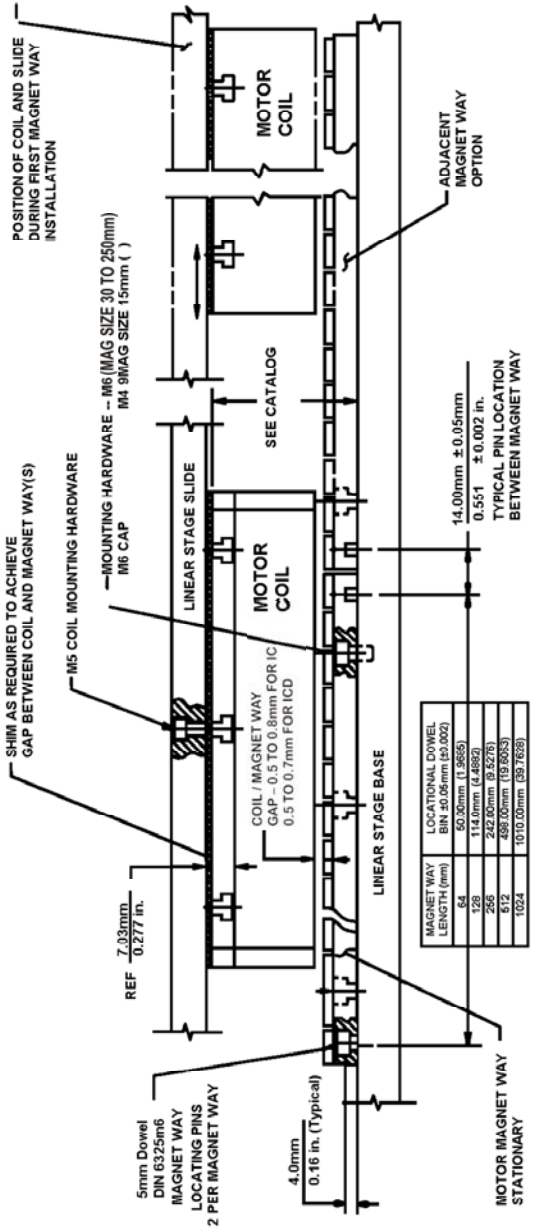 POSITION OF COIL AND SLIDE
DURING FIRST MAGNET WAY
INSTALLATION
SHIM AS REQUIRED TO ACHIEVE
GAP BETWEEN COIL AND MAGNET WAY(S)
M5 COIL MOUNTING HARDWARE
MOUNTING HARDWARE -- M6 (MAG SIZE 30 TO 250mm)
M4 9MAG SIZE 15mm ( )
M6 CAP
REF
7.03mm
0.277 in.
LINEAR STAGE SLIDE
MOTOR
COIL
MOTOR
COIL
SEE CATALOG
COIL / MAGNET WAY
GAP – 0.5 TO 0.8mm FOR IC
0.5 TO 0.7mm FOR ICD
5mm Dowel
DIN 6325m6
MAGNET WAY
LOCATING PINS
2 PER MAGNET WAY
4.0mm
0.16 in. (Typical)
LINEAR STAGE BASE
ADJACENT
MAGNET WAY
OPTION
14.00mm ±0.05mm
0.551 ±0.002 in.
TYPICAL PIN LOCATION
BETWEEN MAGNET WAY
MAGNET WAY LOCATIONAL DOWEL
LENGTH (mm) BIN ±0.05mm (±0.002)
64 50.00mm (1.9685)
128 114.0mm (4.4882)
256 242.00mm (9.5276)
512 498.00mm (19.6063)
1024 1010.00mm (39.7638)
MOTOR MAGNET WAY
STATIONARY